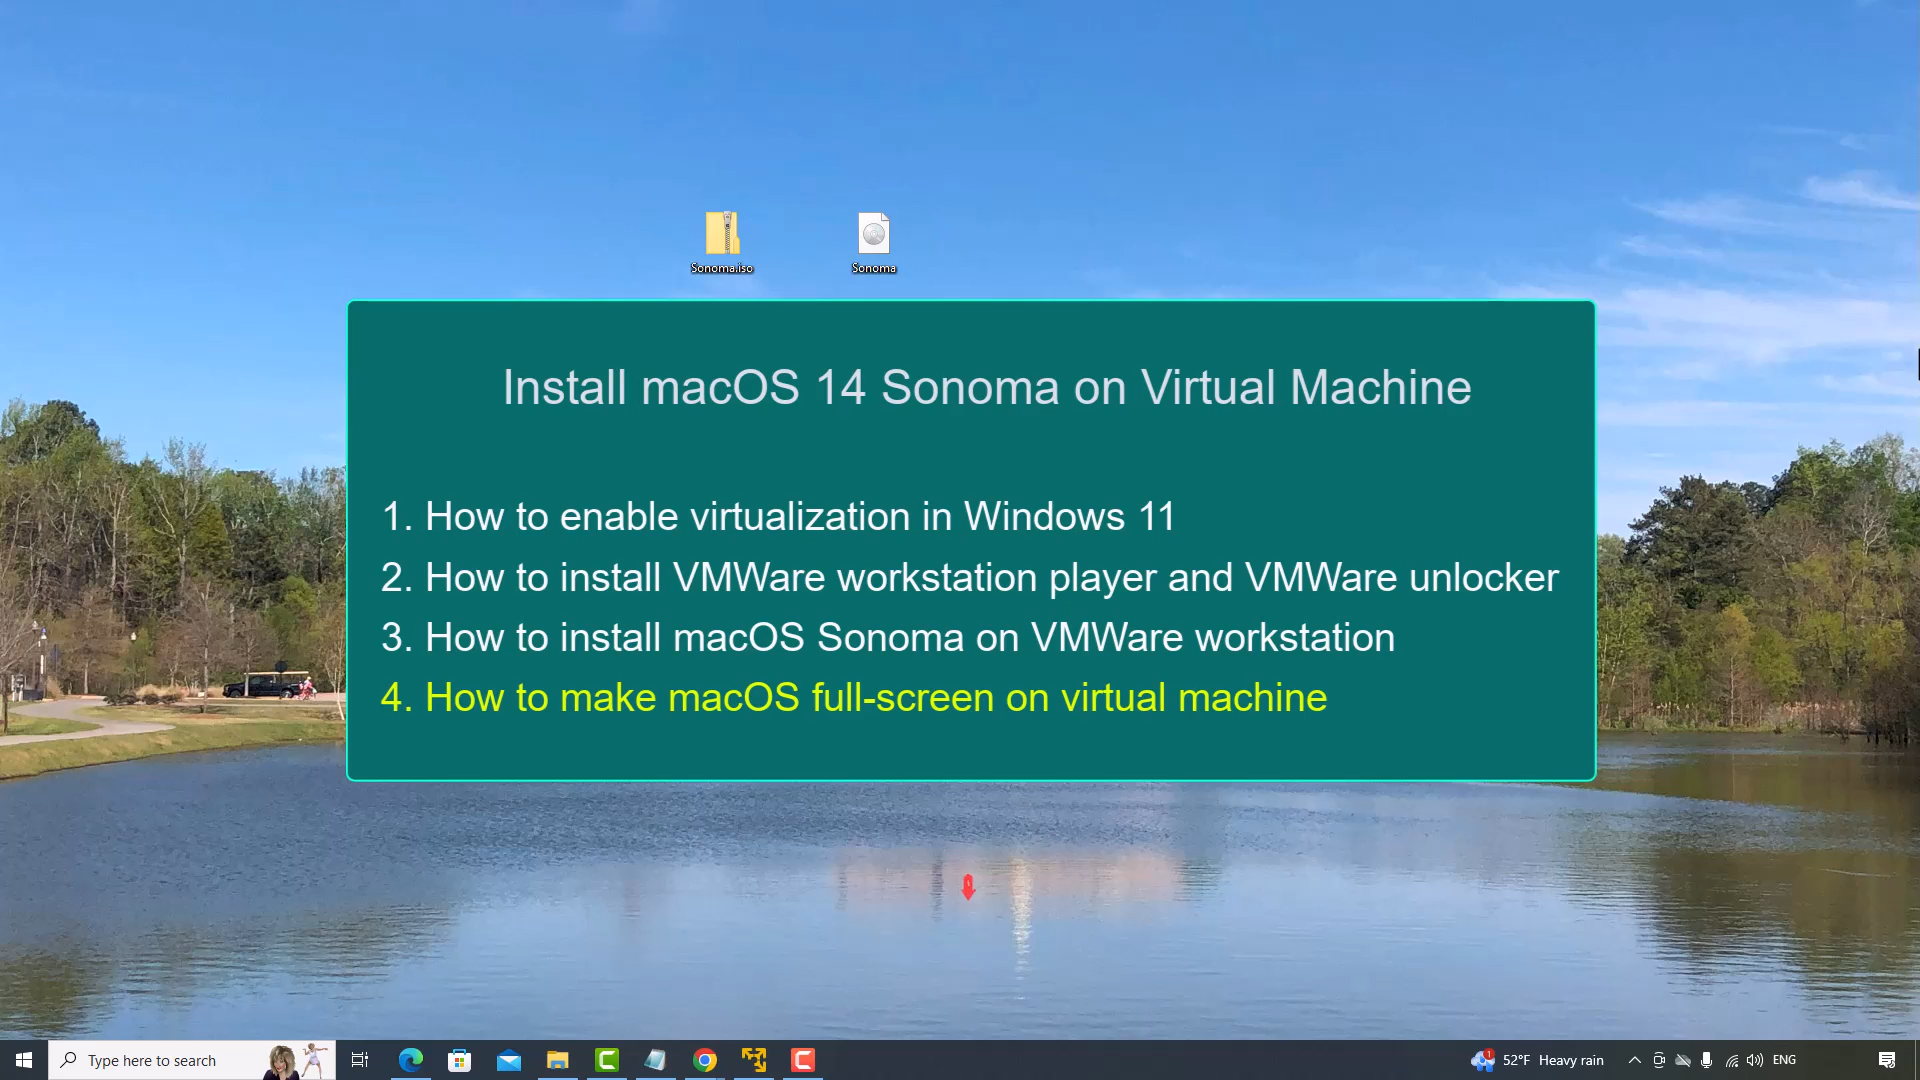 Sonoma.iso
Sonoma
Install macOS 14 Sonoma on Virtual Machine
1. How to enable virtualization in Windows 11
2. How to install VMWare workstation player and VMWare unlocker
3. How to install macOS Sonoma on VMWare workstation
4. How to make macOS full-screen on virtual machine
Type here to search
1
52°F Heavy rain
ENG